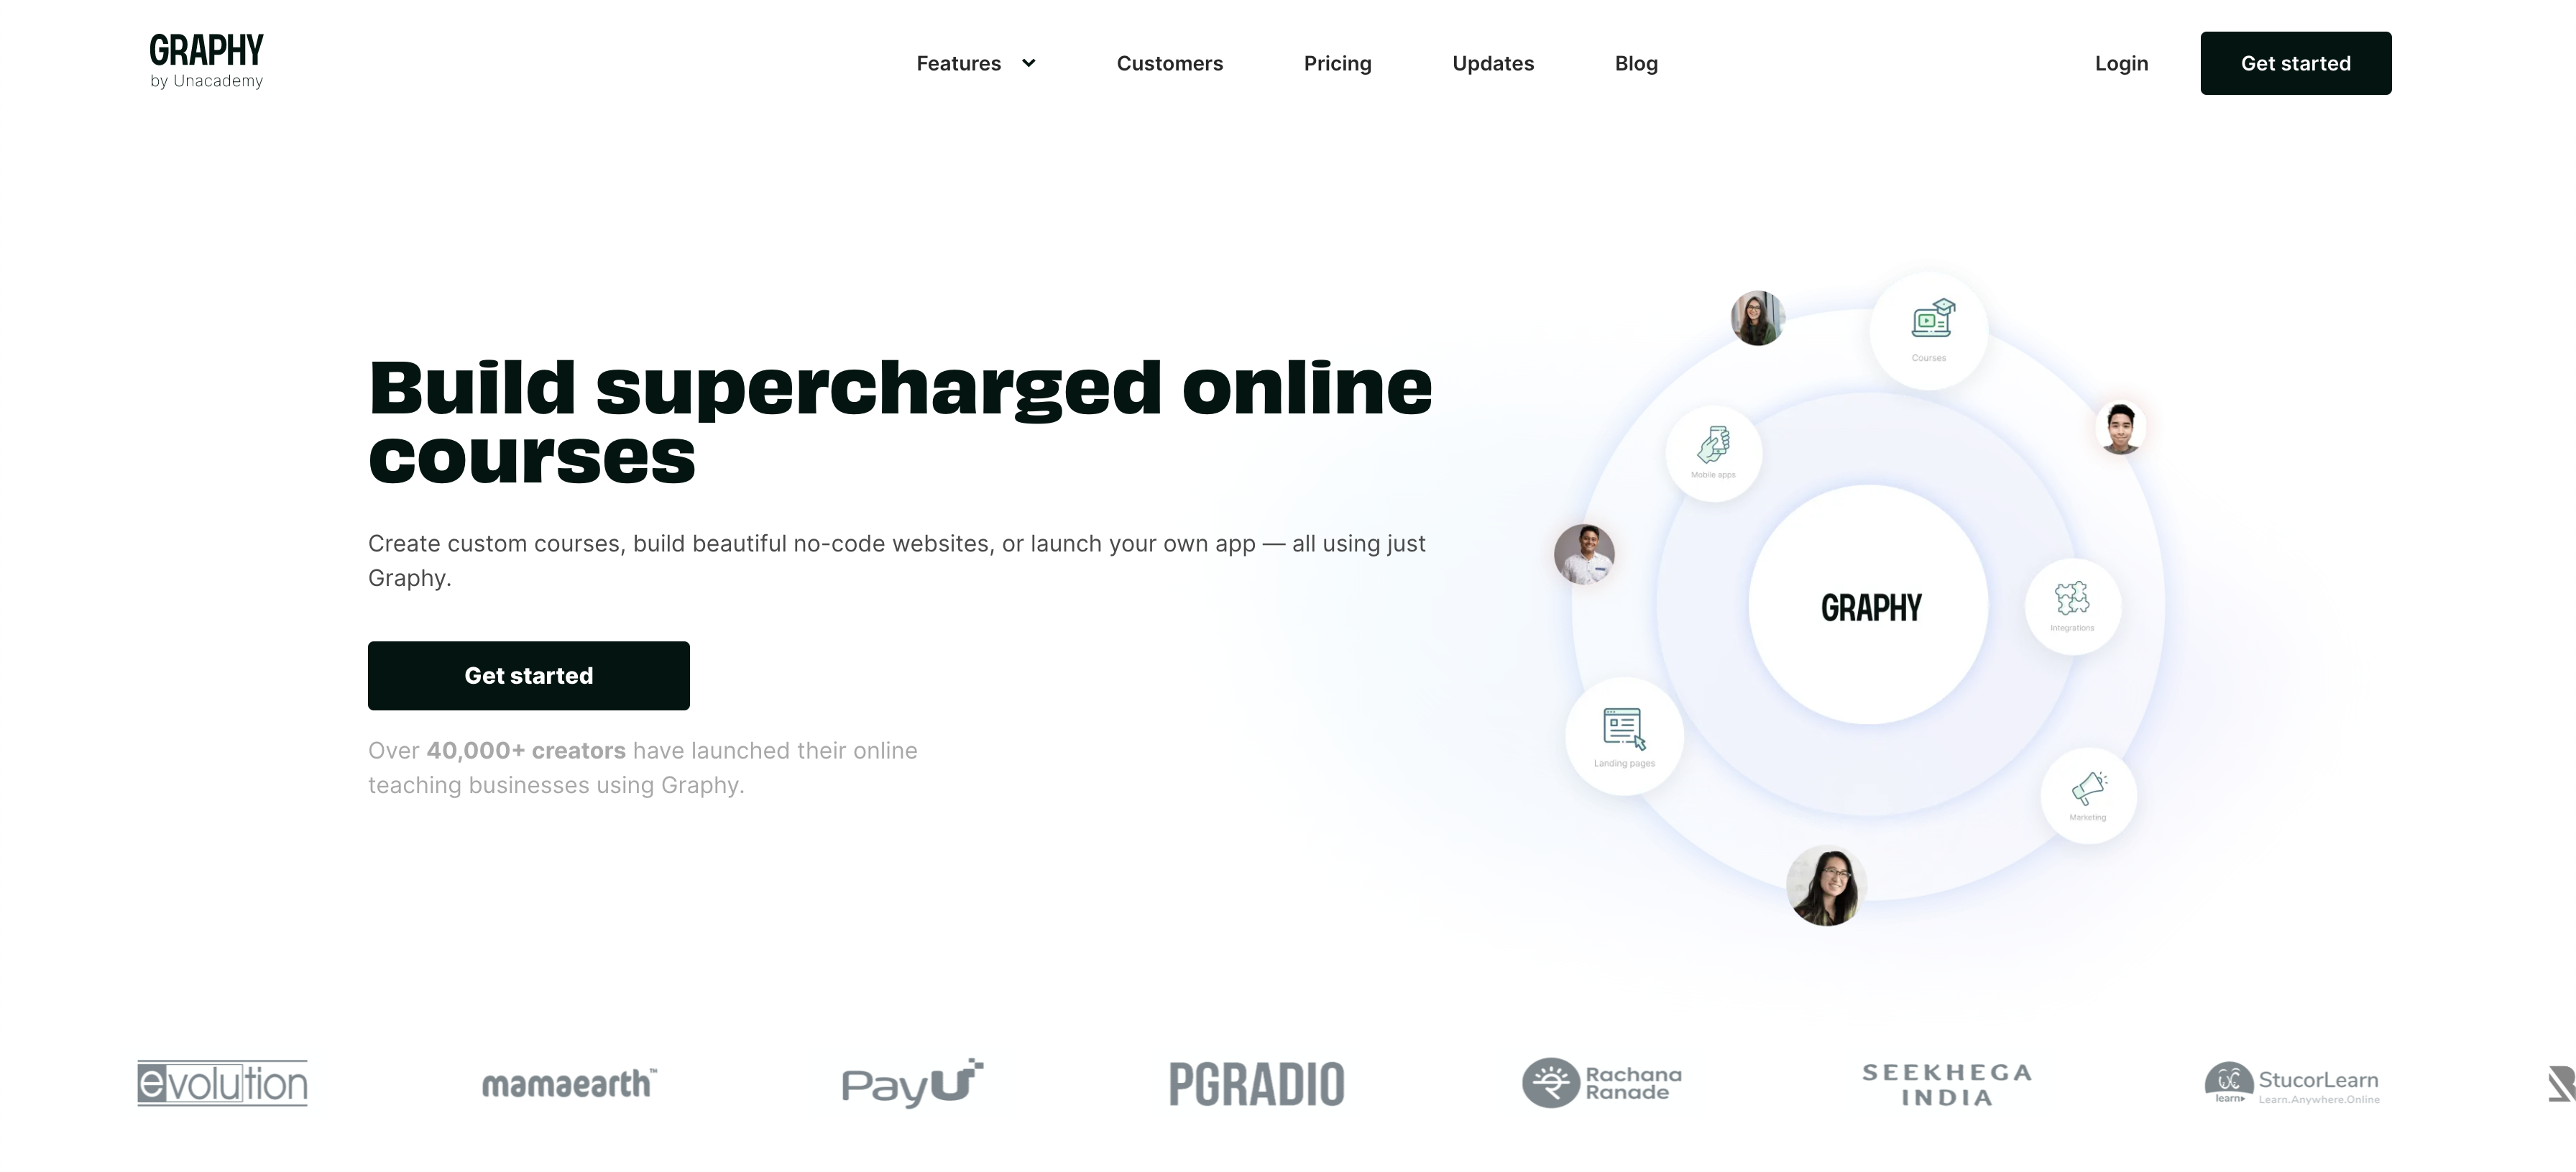 GRAPHY
by Unacademy
Features
Customers
Pricing
Updates
Blog
Login
Get started
Build supercharged online
courses
Create custom courses, build beautiful no-code websites, or launch your own app — all using just
Graphy.
Get started
Over 40,000+ creators have launched their online
teaching businesses using Graphy.
Courses
Mobile apps
GRAPHY
Integrations
Landing pages
Marketing
evolution
mamaearth™
PayU
PGRADIO
Rachana
Ranade
SEEKHEGA
INDIA
learn
StucorLearn
Learn.Anywhere.Online